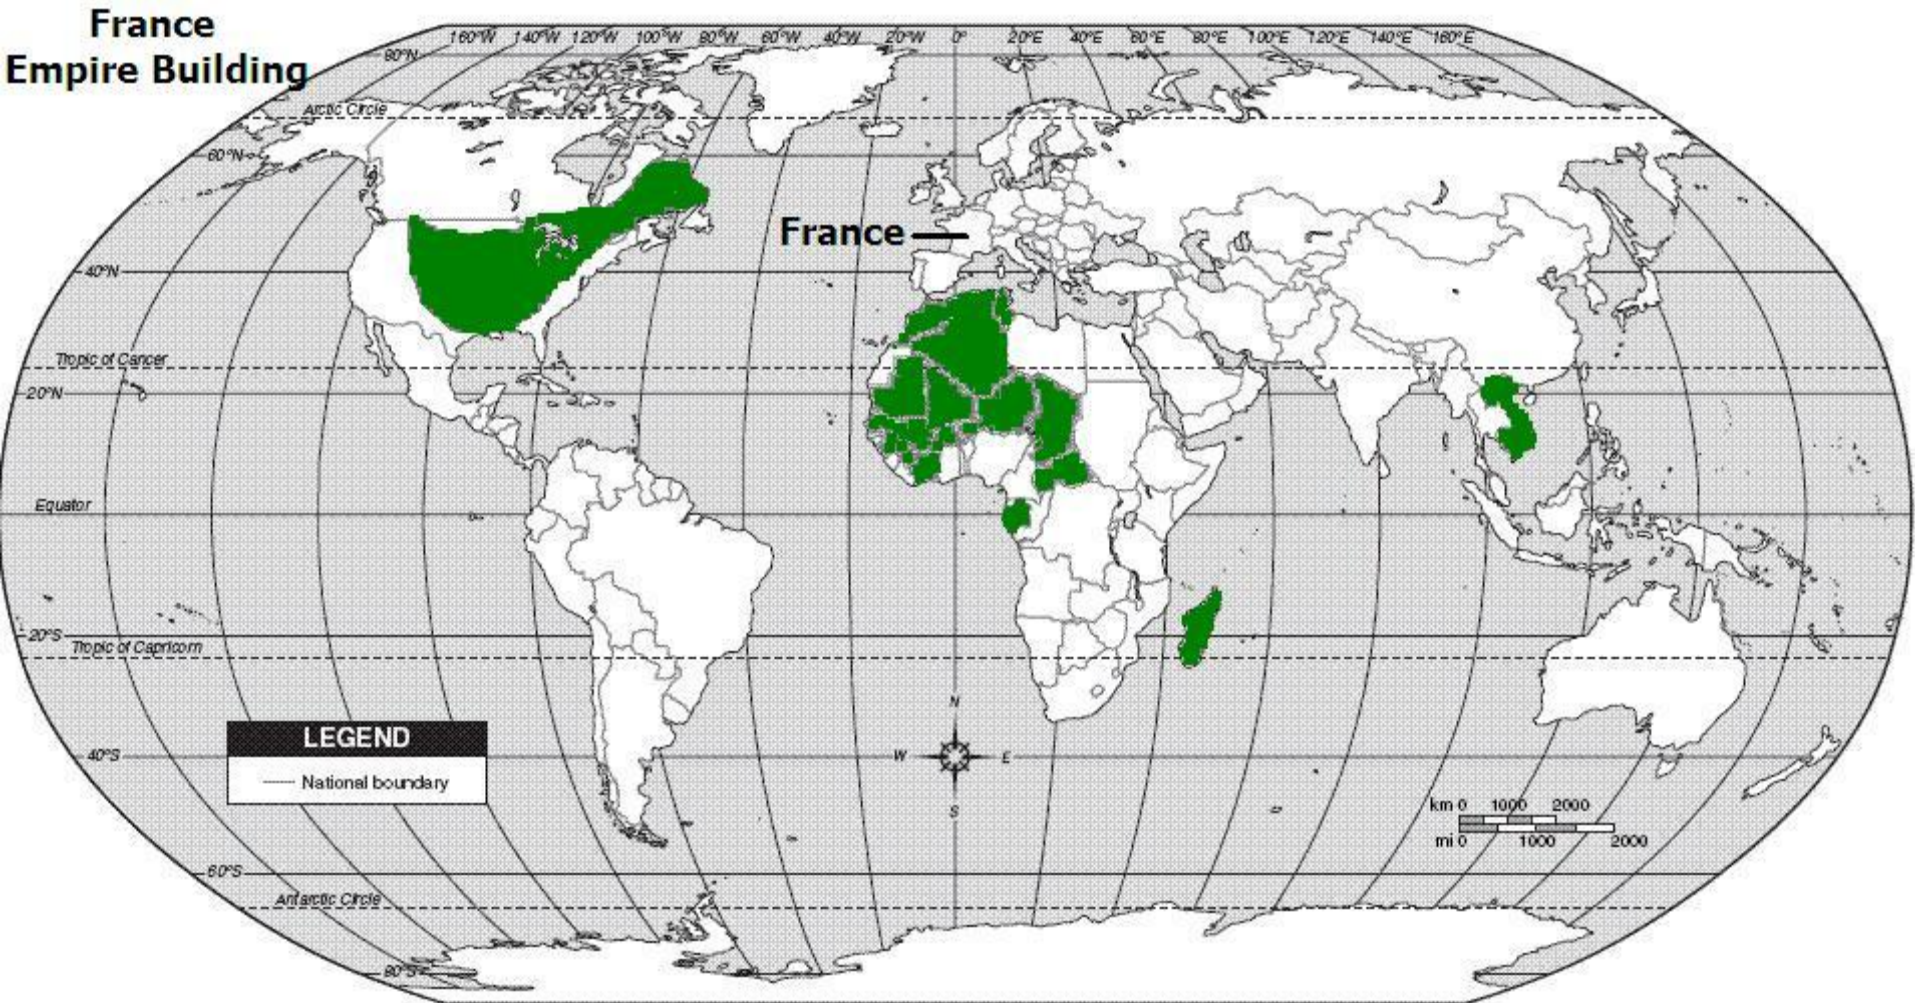 France
Empire Building
160°W 140°W 120°W 100°W 80°W 60°W 40°W 20°W 0° 20°E 40°E 60°E 80°E 100°E 120°E 140°E 160°E
80°N
Arctic Circle
60°N
France
40°N
Tropic of Cancer
20°N
Equator
20°S
Tropic of Capricorn
N
W E
S
LEGEND
National boundary
40°S
km 0 1000 2000
mi 0 1000 2000
60°S
Antarctic Circle
80°S